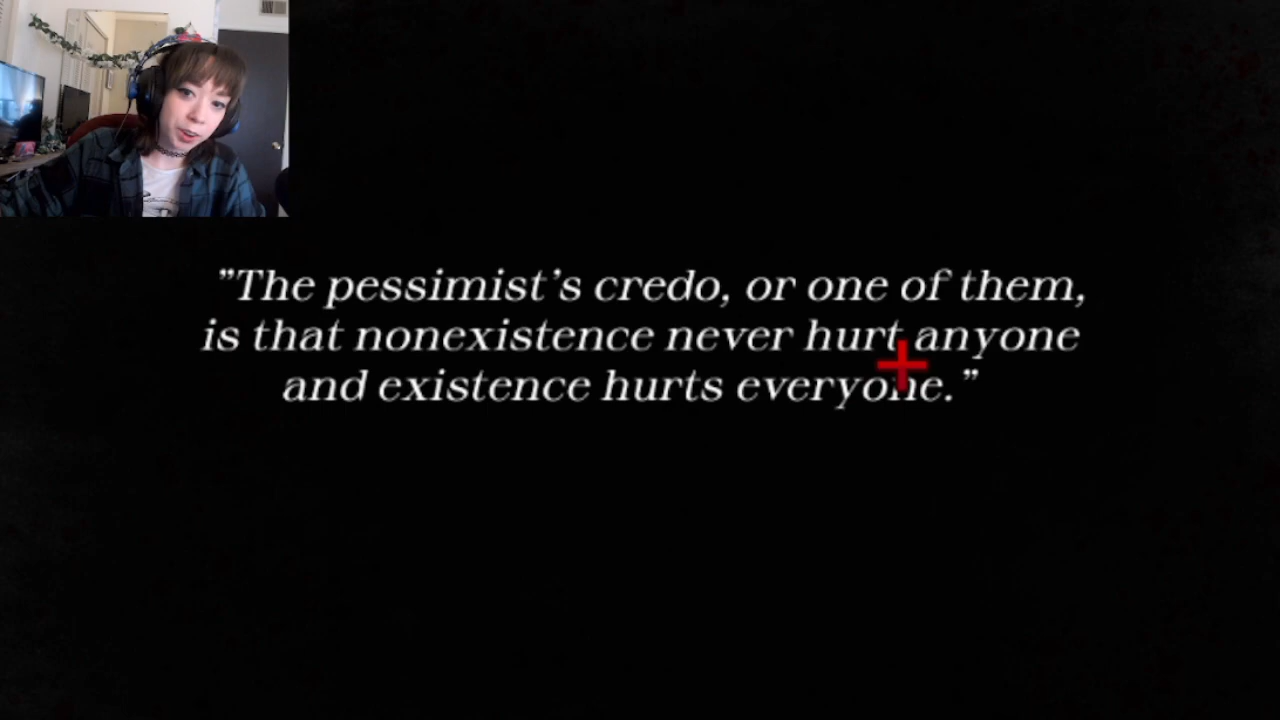 ”The pessimist’s credo, or one of them,
is that nonexistence never hurt anyone
and existence hurts everyone.”